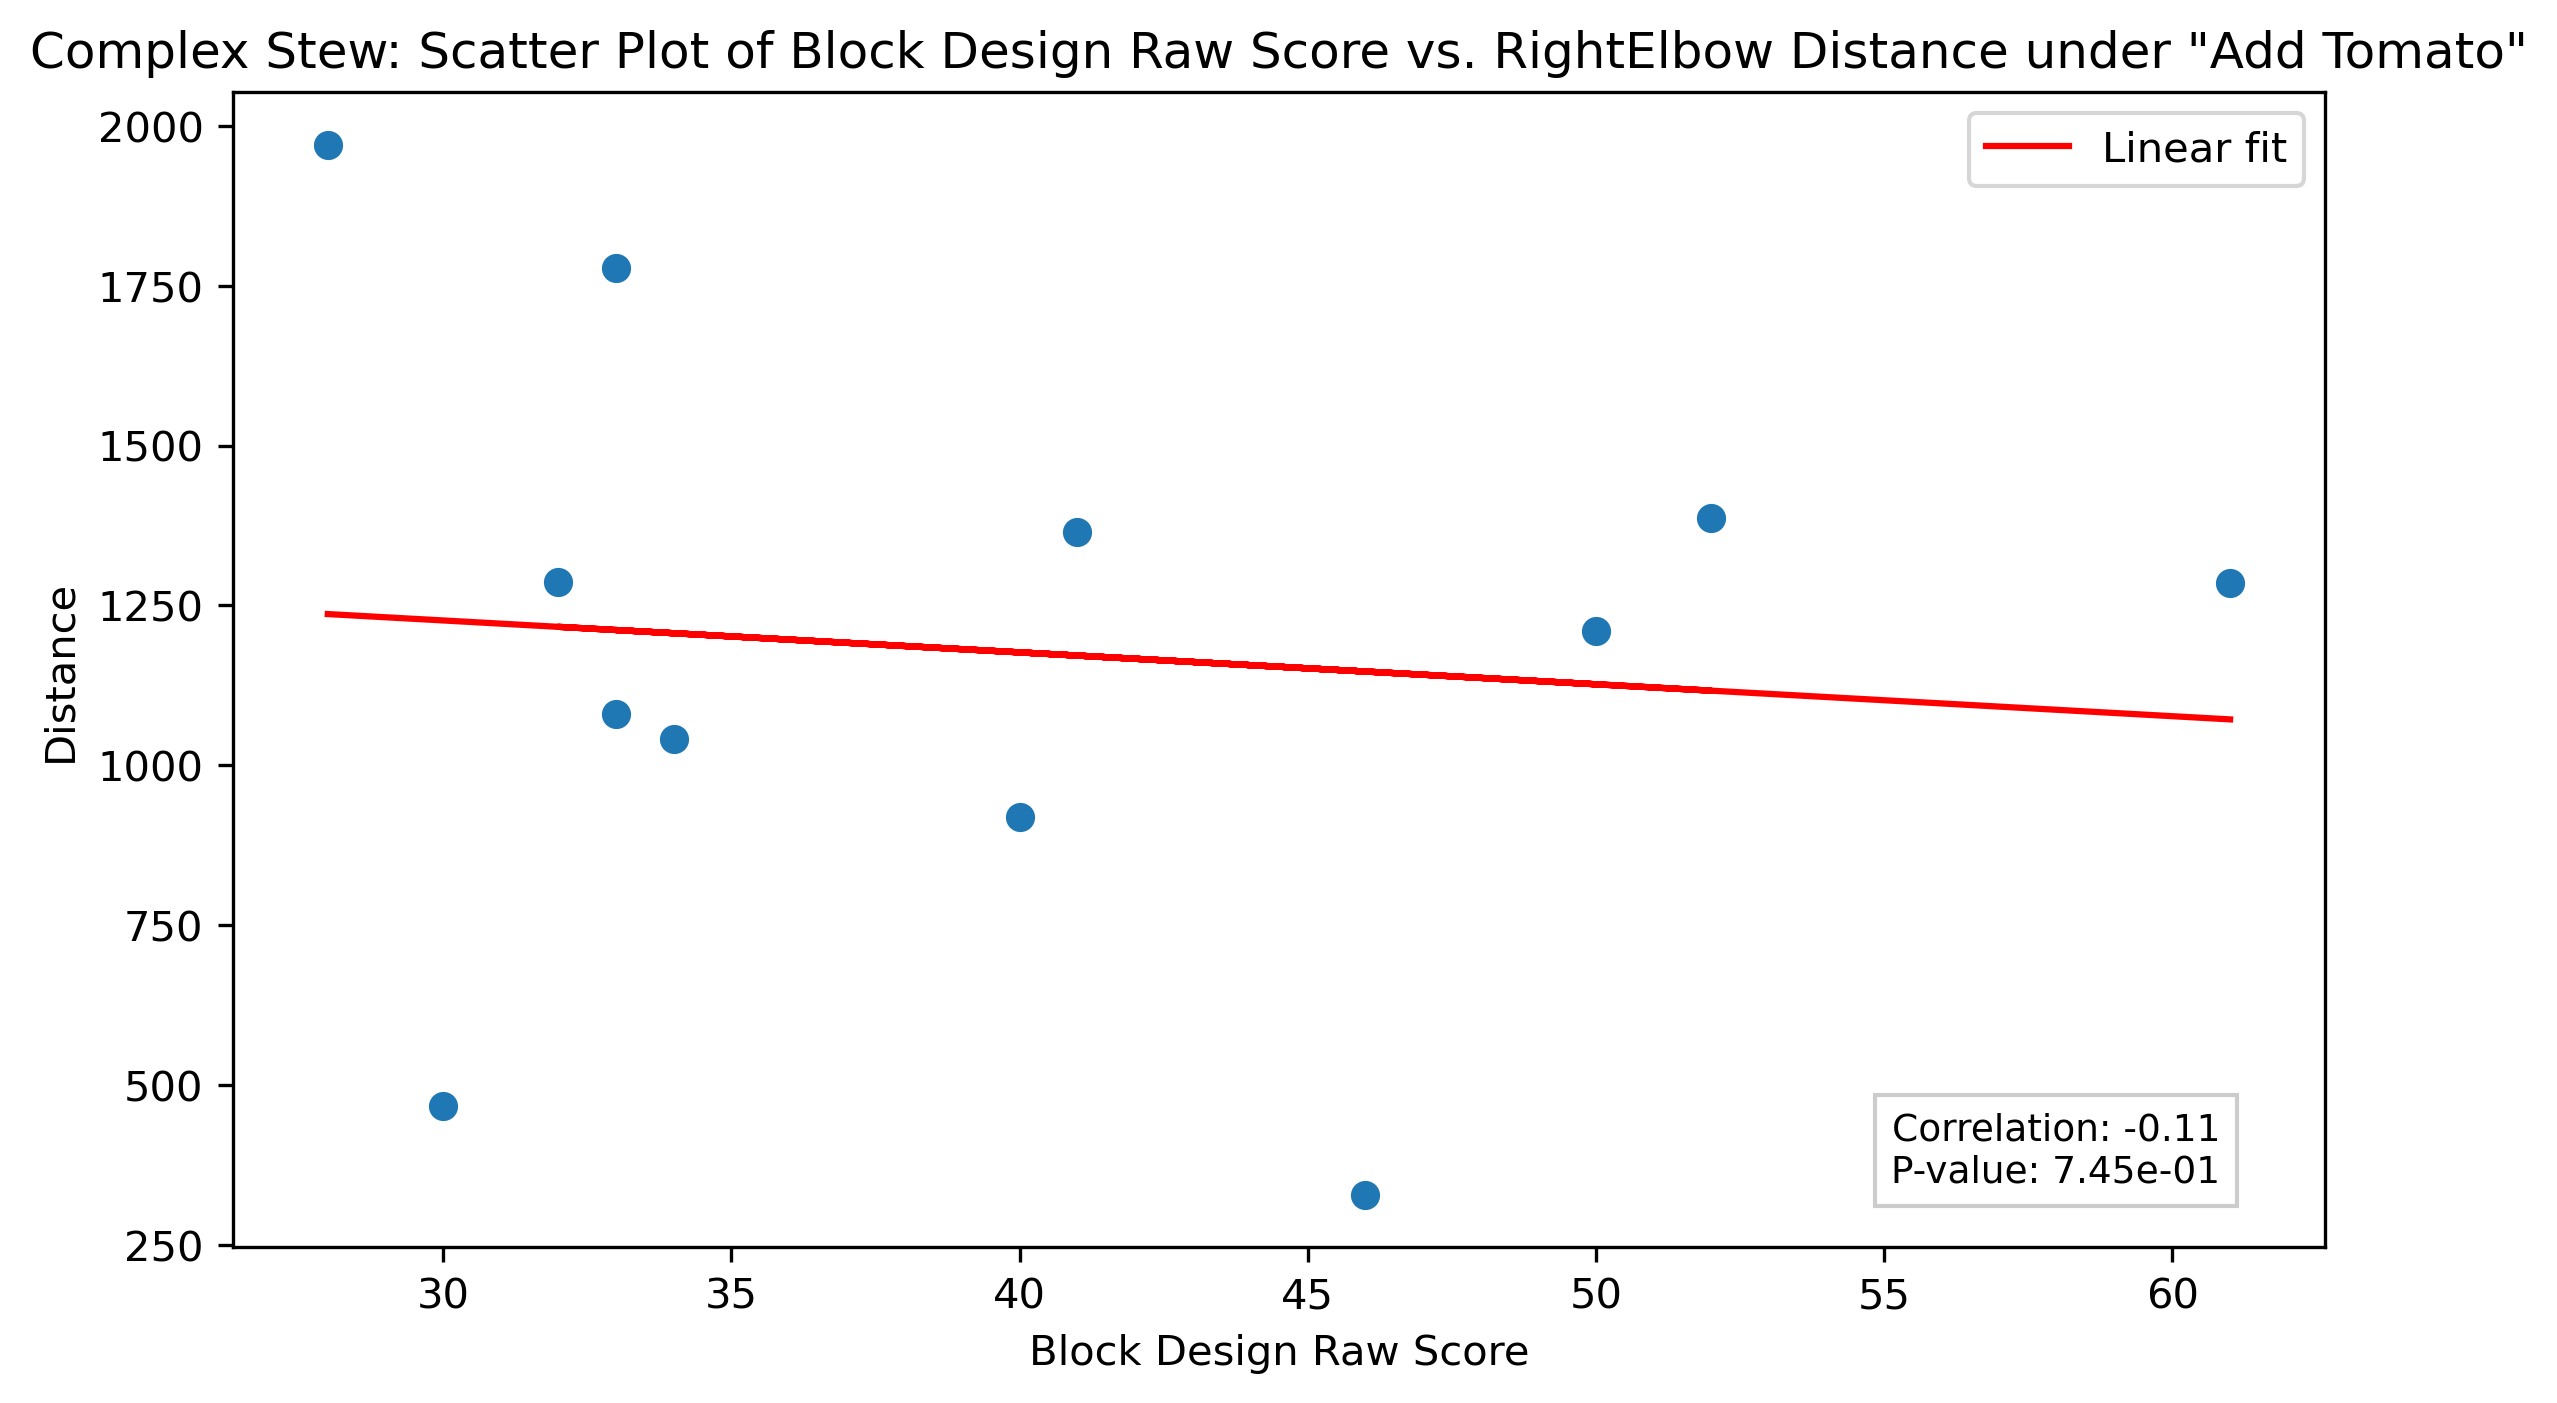 Complex Stew: Scatter Plot of Block Design Raw Score vs. RightElbow Distance under "Add Tomato"
Linear fit
2000
1750
1500
1250
1000
750
500
250
Distance
Correlation: -0.11
P-value: 7.45e-01
30 35 40 45 50 55 60
Block Design Raw Score